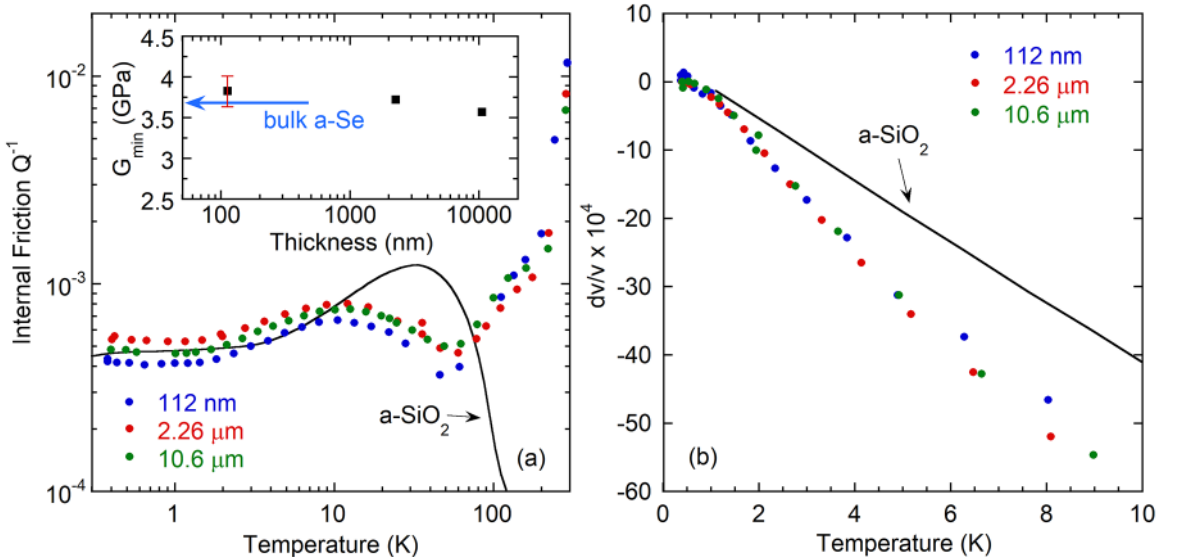 Internal Friction Q⁻¹
10⁻²
10⁻³
10⁻⁴
G_min (GPa)
4.5
4
3.5
3
2.5
bulk a-Se
100 1000 10000
Thickness (nm)
a-SiO₂
112 nm
2.26 μm
10.6 μm
(a)
1 10 100
Temperature (K)
dv/v x 10⁴
10
0
-10
-20
-30
-40
-50
-60
112 nm
2.26 μm
10.6 μm
a-SiO₂
(b)
0 2 4 6 8 10
Temperature (K)